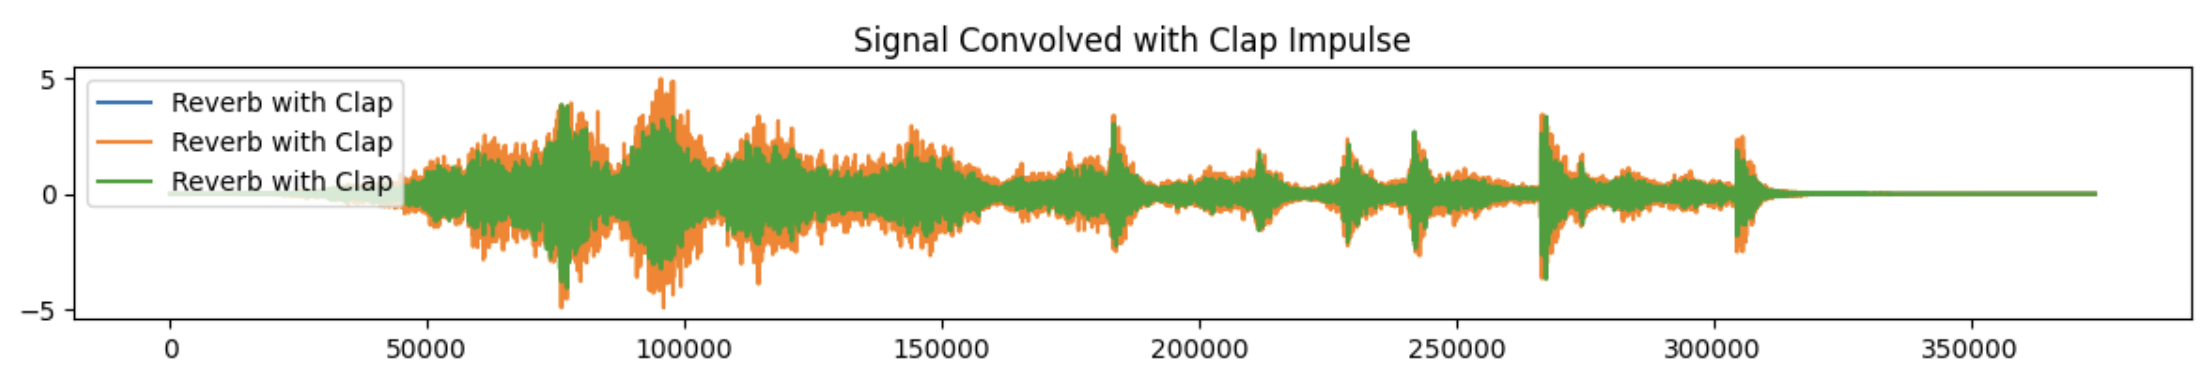 Signal Convolved with Clap Impulse
5
0
−5
Reverb with Clap
Reverb with Clap
Reverb with Clap
0 50000 100000 150000 200000 250000 300000 350000